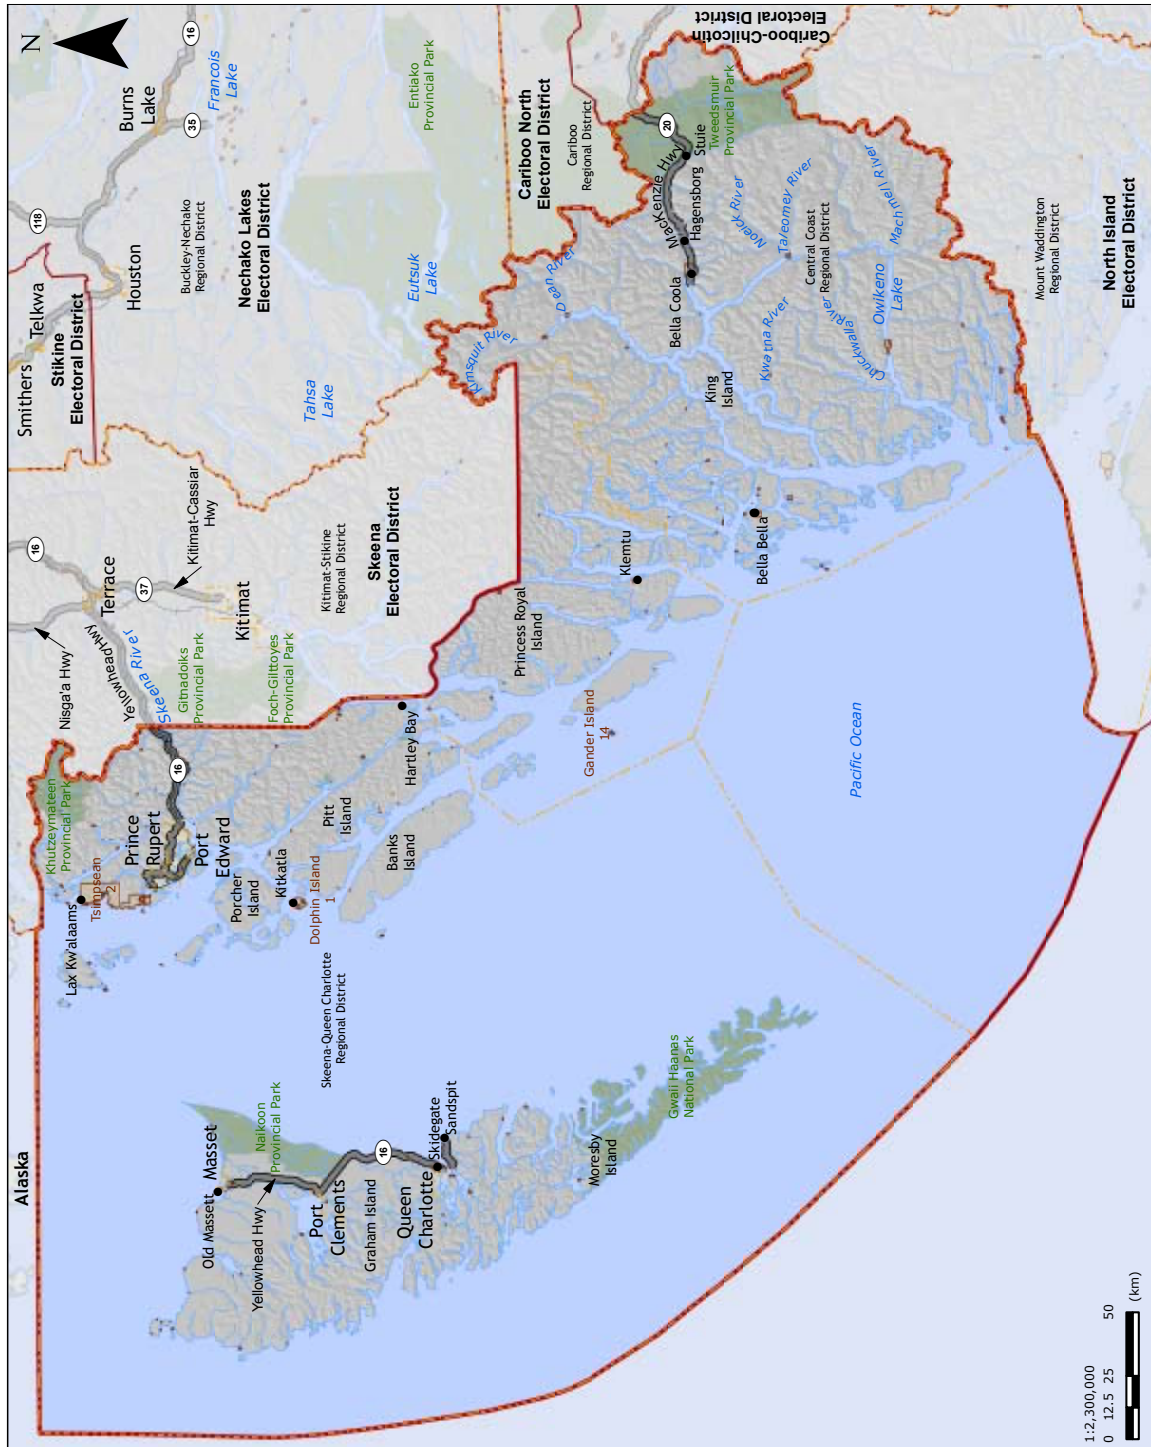 Alaska
N
Smithers
Telkwa
Stikine
Electoral District
118
16
Burns
Lake
Francois
Lake
35
Houston
Buckley-Nechako
Regional District
Nechako Lakes
Electoral District
Tahsa
Lake
Eutsuk
Lake
Entiako
Provincial Park
Cariboo North
Electoral District
Cariboo
Regional District
Cariboo-Chilcotin
Electoral District
Nisga'a Hwy
16
Terrace
37
Kitimat-Cassiar
Hwy
Yellowhead Hwy
Skeena River
Kitimat
Gitnadoiks
Provincial Park
Foch-Gilttoyes
Provincial Park
Kitimat-Stikine
Regional District
Skeena
Electoral District
Khutzeymateen
Provincial Park
Lax Kw'alaams
Tsimpsean
2
Prince
Rupert
16
Port
Edward
Porcher
Island
Kitkatla
Dolphin Island
1
Pitt
Island
Hartley Bay
Banks
Island
Skeena-Queen Charlotte
Regional District
Old Massett
Masset
Naikoon
Provincial Park
Yellowhead Hwy
Port
Clements
Graham Island
16
Queen
Charlotte
Skidegate
Sandspit
Moresby
Island
Gwaii Haanas
National Park
Princess Royal
Island
Gander Island
14
Klemtu
Bella Bella
Pacific Ocean
Kimsquit River
Dean River
MacKenzie Hwy
20
Tweedsmuir
Provincial Park
Stuie
Hagensborg
Bella Coola
Noeick River
Taleomey River
King
Island
Kwatna River
Central Coast
Regional District
Chuckwalla River
Owikeno
Lake
Machmell River
Mount Waddington
Regional District
North Island
Electoral District
1:2,300,000
0 12.5 25 50
(km)